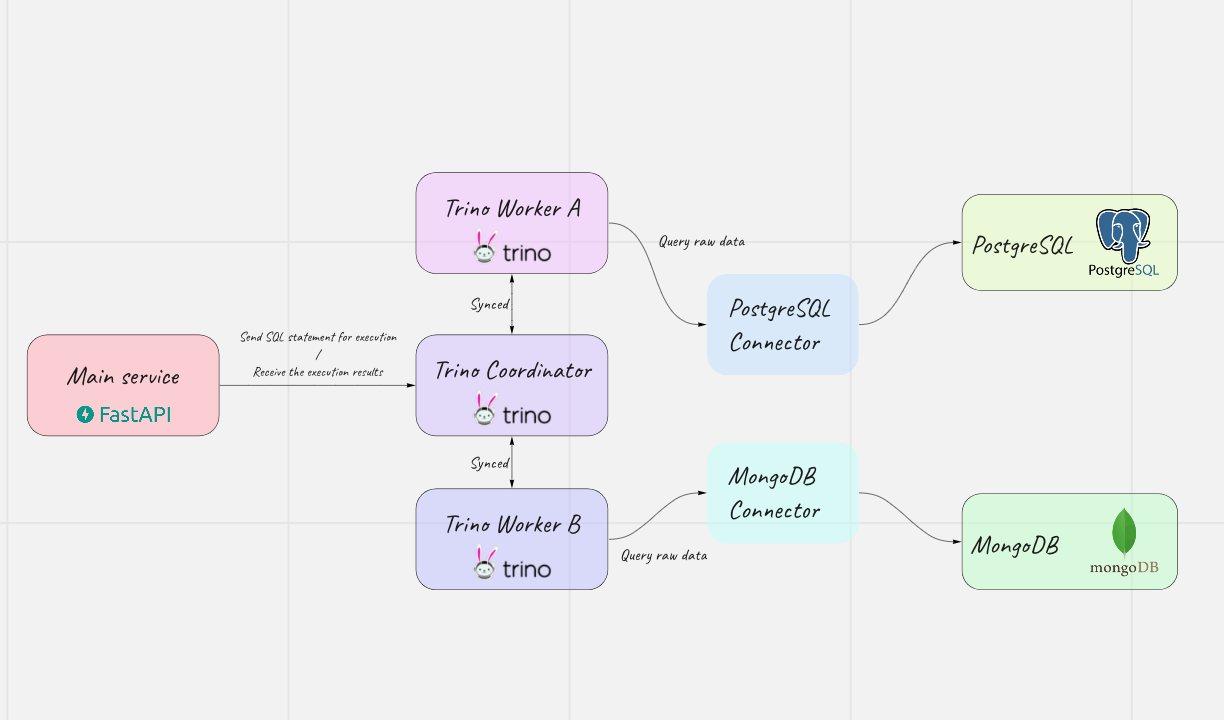 Trino Worker A
trino
Query raw data
PostgreSQL
PostgreSQL
Synced
PostgreSQL
Connector
Send SQL statement for execution
/
Receive the execution results
Main service
FastAPI
Trino Coordinator
trino
Synced
MongoDB
Connector
Trino Worker B
trino
Query raw data
MongoDB
mongoDB